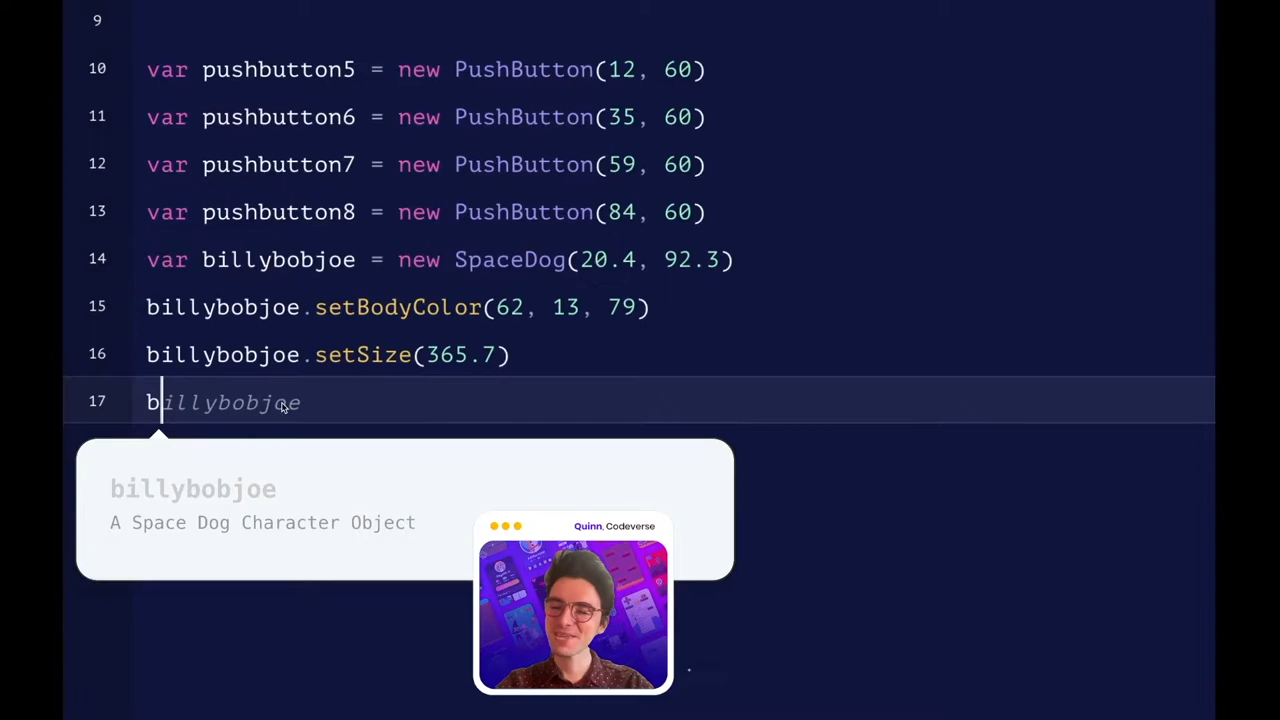 9
10 var pushbutton5 = new PushButton(12, 60)
11 var pushbutton6 = new PushButton(35, 60)
12 var pushbutton7 = new PushButton(59, 60)
13 var pushbutton8 = new PushButton(84, 60)
14 var billybobjoe = new SpaceDog(20.4, 92.3)
15 billybobjoe.setBodyColor(62, 13, 79)
16 billybobjoe.setSize(365.7)
17 billybobjoe
billybobjoe
A Space Dog Character Object
Quinn, Codeverse